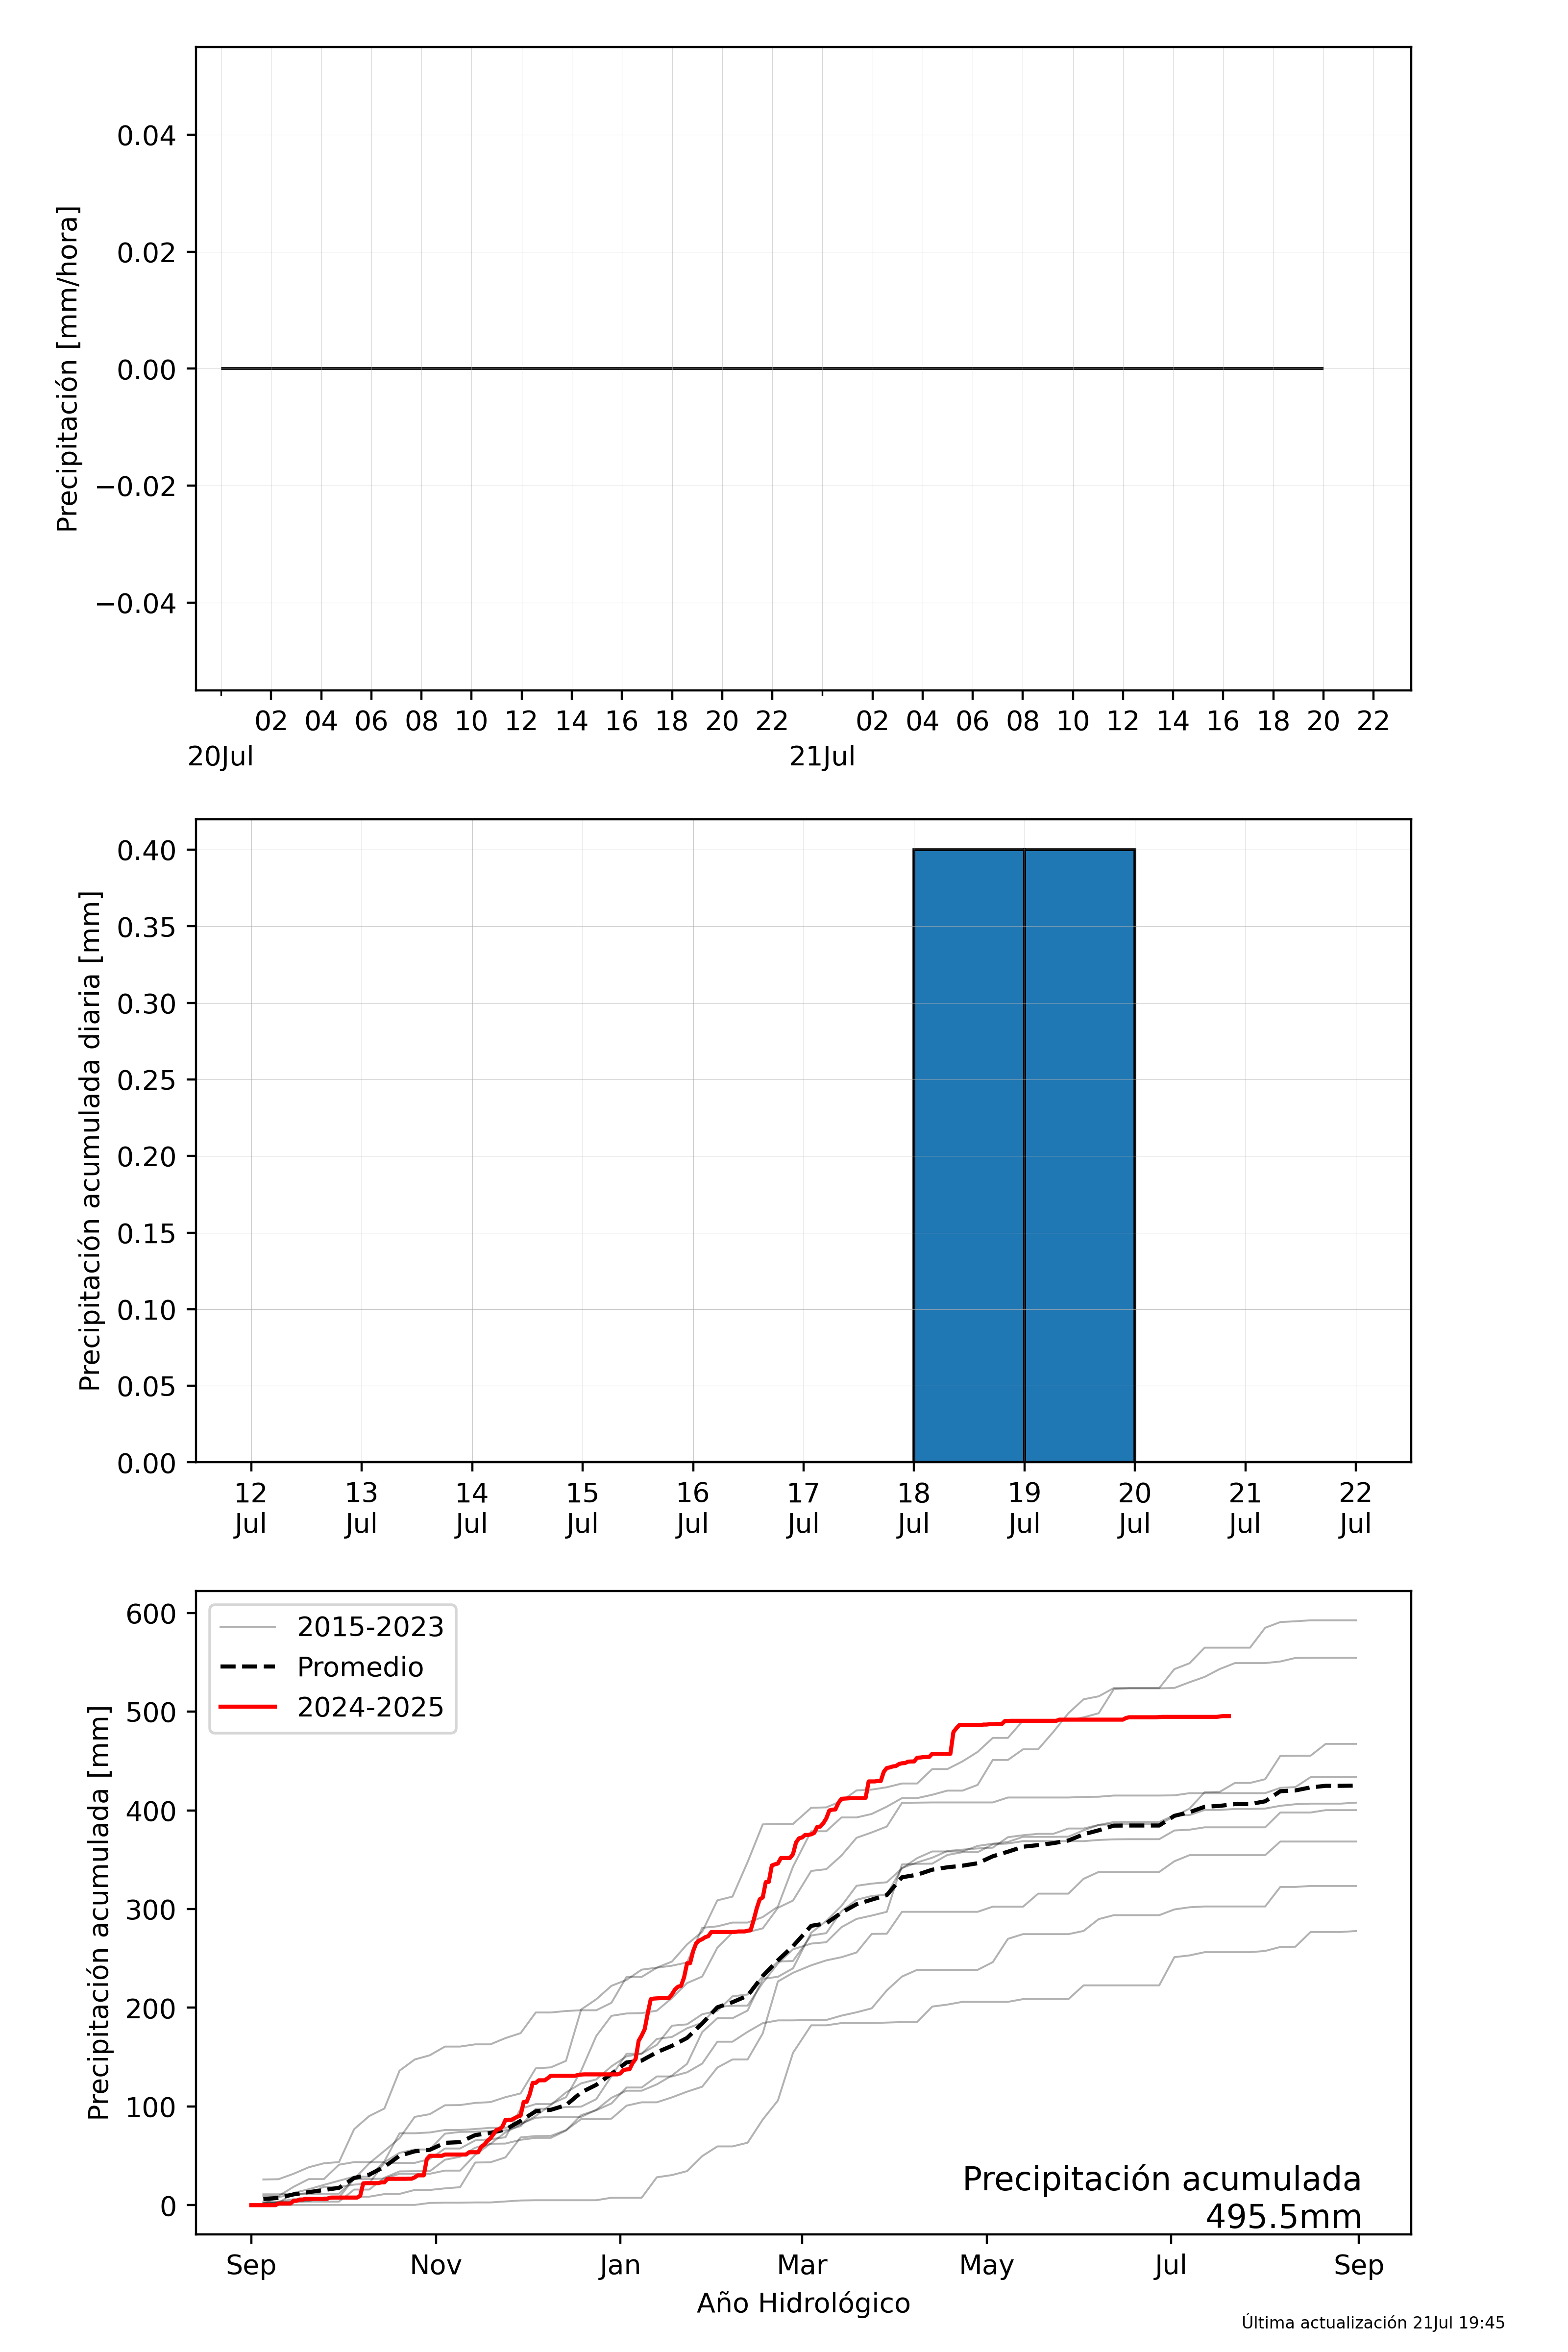 Precipitación [mm/hora]
0.04
0.02
0.00
−0.02
−0.04
02 04 06 08 10 12 14 16 18 20 22 02 04 06 08 10 12 14 16 18 20 22
20Jul 21Jul
Precipitación acumulada diaria [mm]
0.40
0.35
0.30
0.25
0.20
0.15
0.10
0.05
0.00
12 13 14 15 16 17 18 19 20 21 22
Jul Jul Jul Jul Jul Jul Jul Jul Jul Jul Jul
Precipitación acumulada [mm]
600
500
400
300
200
100
0
2015-2023
Promedio
2024-2025
Precipitación acumulada
495.5mm
Sep Nov Jan Mar May Jul Sep
Año Hidrológico
Última actualización 21Jul 19:45